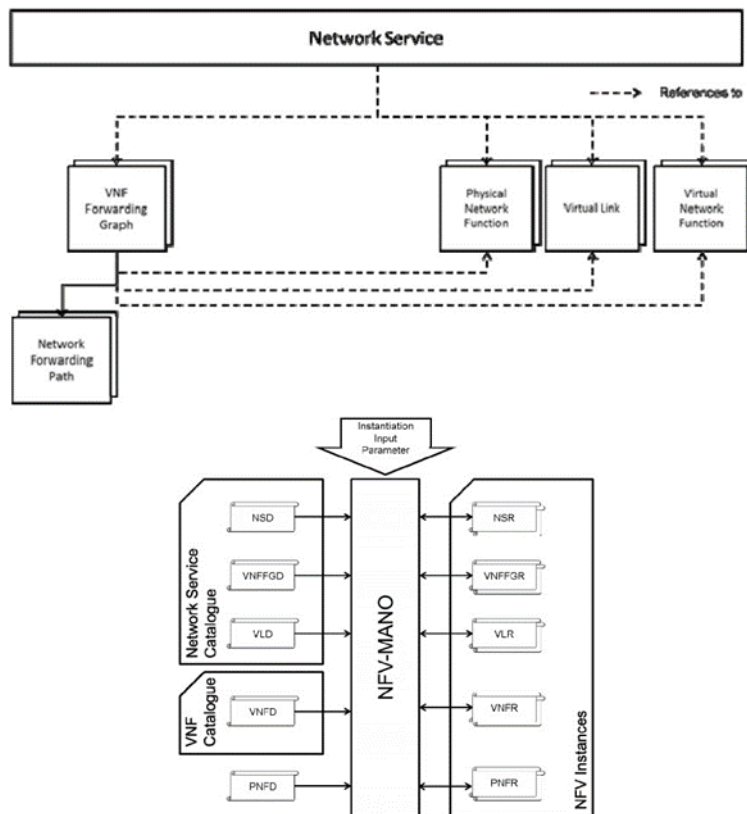 Network Service
References to
VNF
Forwarding
Graph
Physical
Network
Function
Virtual Link
Virtual
Network
Function
Network
Forwarding
Path
Instantiation
Input
Parameter
Network Service
Catalogue
NSD
VNFFGD
VLD
VNF
Catalogue
VNFD
PNFD
NFV-MANO
NSR
VNFFGR
VLR
VNFR
PNFR
NFV Instances